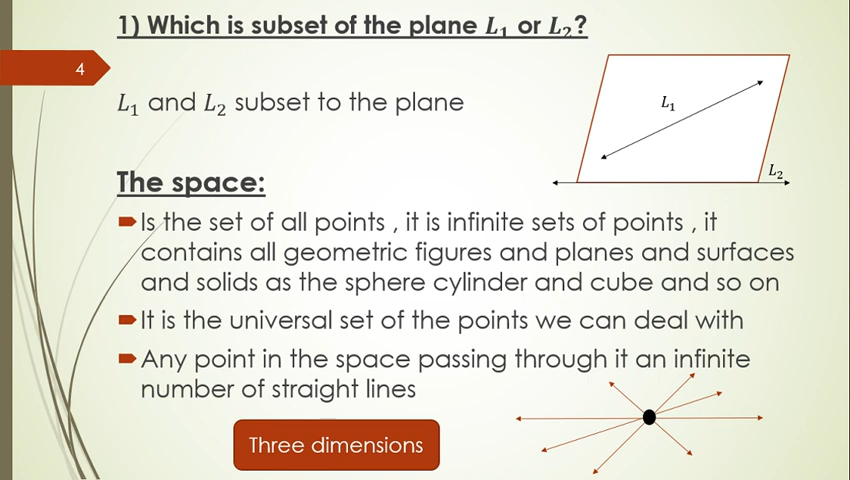 1) Which is subset of the plane L₁ or L₂?
4
L₁ and L₂ subset to the plane
L₁
L₂
The space:
Is the set of all points , it is infinite sets of points , it
contains all geometric figures and planes and surfaces
and solids as the sphere cylinder and cube and so on
It is the universal set of the points we can deal with
Any point in the space passing through it an infinite
number of straight lines
Three dimensions